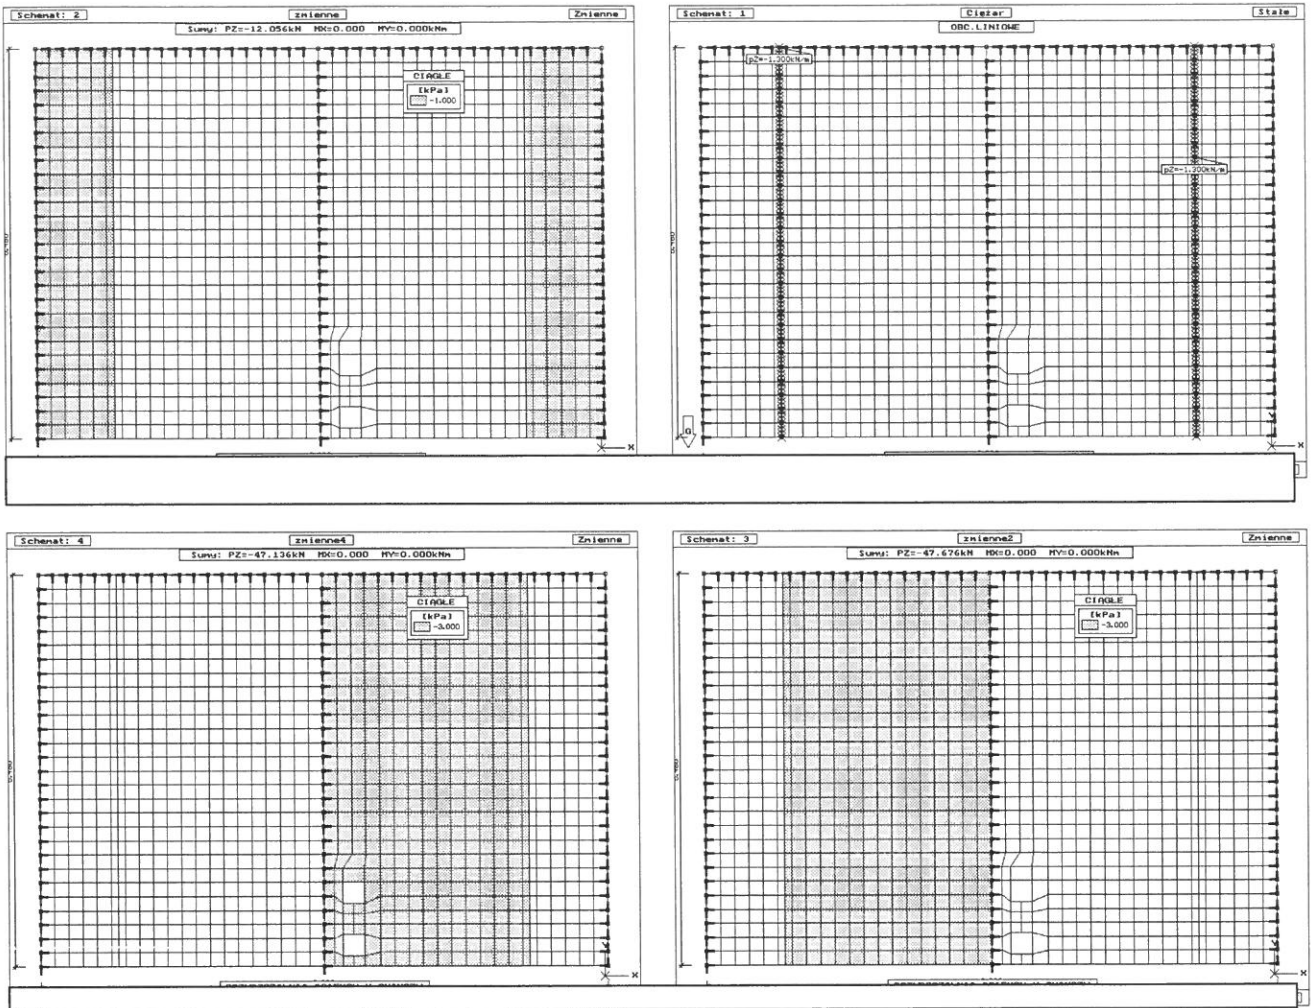 Schemat: 2
zmienne
Zmienne
Sumy: PZ=-12.056kN MX=0.000 MY=0.000kNm
CIAGLE
[kPa]
-1.000
X
Schemat: 1
Ciężar
Stałe
OBC.LINIOWE
pZ=-1.300kN/m
pZ=-1.300kN/m
G
X
Schemat: 4
zmienne4
Zmienne
Sumy: PZ=-47.136kN MX=0.000 MY=0.000kNm
CIAGLE
[kPa]
-3.000
X
Schemat: 3
zmienne2
Zmienne
Sumy: PZ=-47.676kN MX=0.000 MY=0.000kNm
CIAGLE
[kPa]
-3.000
X